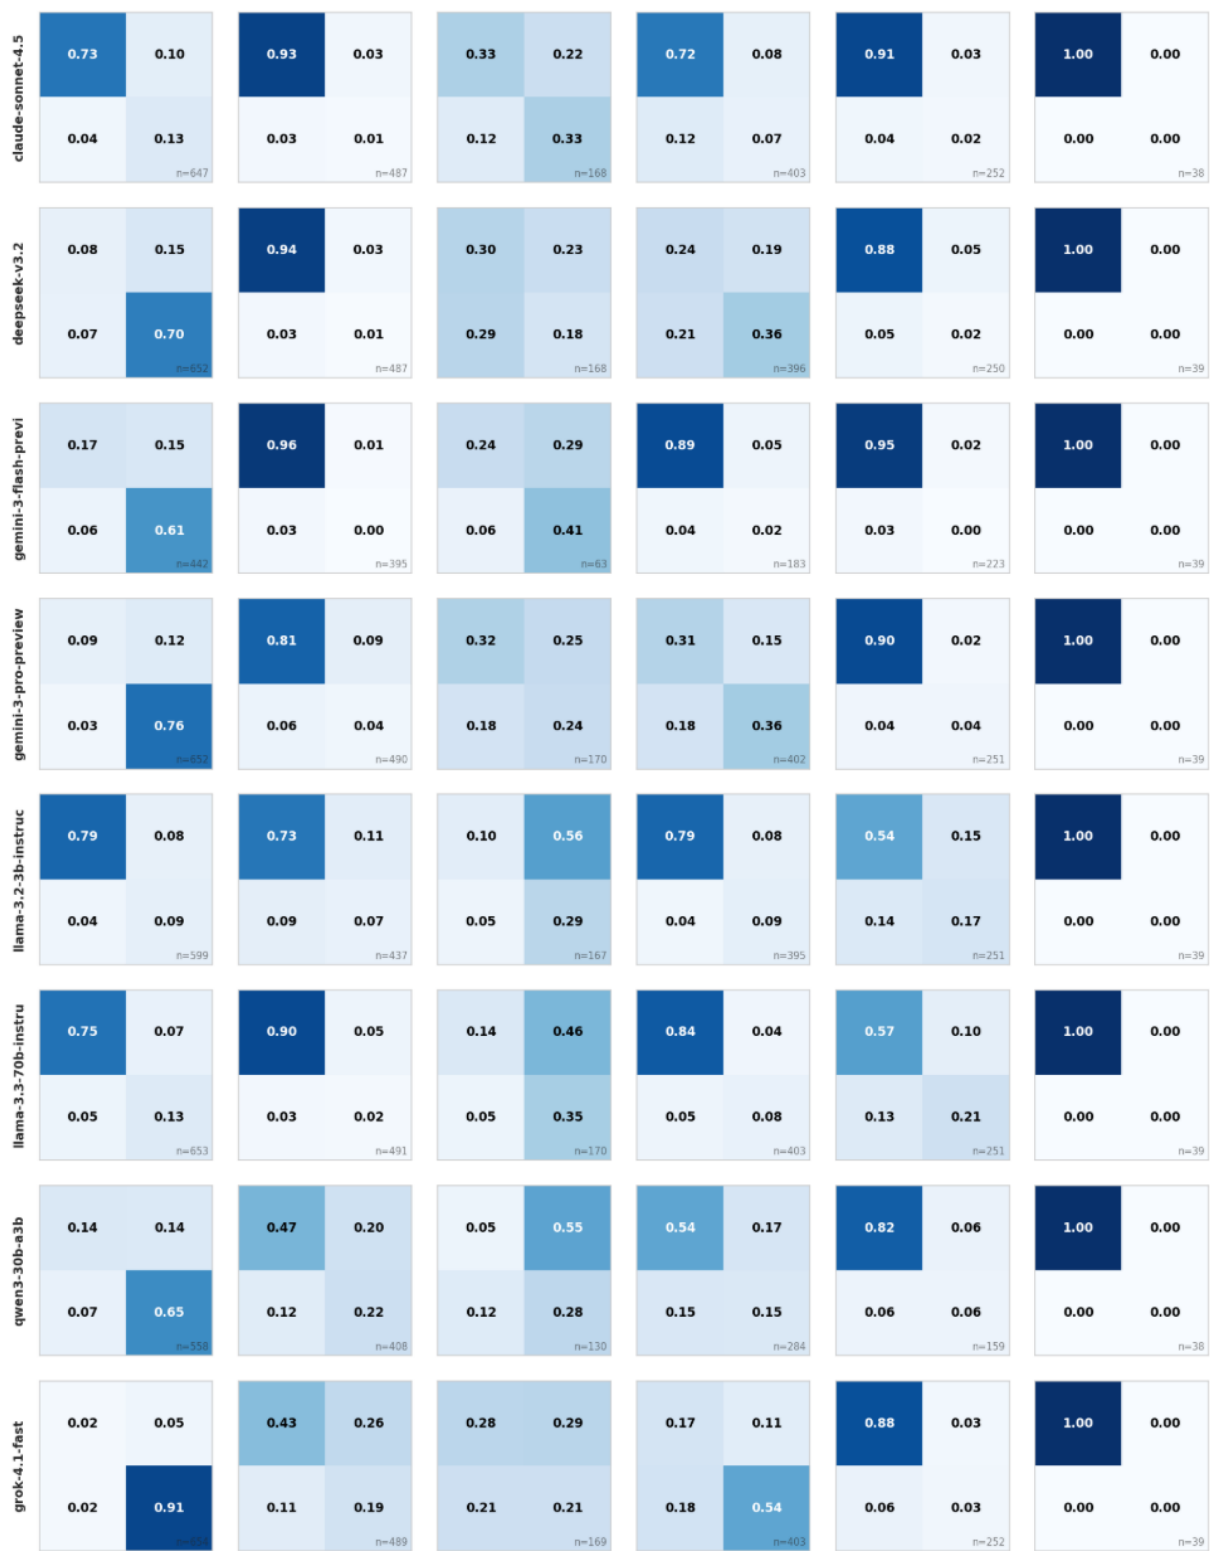 claude-sonnet-4.5
0.73 0.10 0.93 0.03 0.33 0.22 0.72 0.08 0.91 0.03 1.00 0.00
0.04 0.13 0.03 0.01 0.12 0.33 0.12 0.07 0.04 0.02 0.00 0.00
n=647 n=487 n=168 n=403 n=252 n=38
deepseek-v3.2
0.08 0.15 0.94 0.03 0.30 0.23 0.24 0.19 0.88 0.05 1.00 0.00
0.07 0.70 0.03 0.01 0.29 0.18 0.21 0.36 0.05 0.02 0.00 0.00
n=652 n=487 n=168 n=396 n=250 n=39
gemini-3-flash-previ
0.17 0.15 0.96 0.01 0.24 0.29 0.89 0.05 0.95 0.02 1.00 0.00
0.06 0.61 0.03 0.00 0.06 0.41 0.04 0.02 0.03 0.00 0.00 0.00
n=442 n=395 n=63 n=183 n=223 n=39
gemini-3-pro-preview
0.09 0.12 0.81 0.09 0.32 0.25 0.31 0.15 0.90 0.02 1.00 0.00
0.03 0.76 0.06 0.04 0.18 0.24 0.18 0.36 0.04 0.04 0.00 0.00
n=652 n=490 n=170 n=402 n=251 n=39
llama-3.2-3b-instruc
0.79 0.08 0.73 0.11 0.10 0.56 0.79 0.08 0.54 0.15 1.00 0.00
0.04 0.09 0.09 0.07 0.05 0.29 0.04 0.09 0.14 0.17 0.00 0.00
n=599 n=437 n=167 n=395 n=251 n=39
llama-3.3-70b-instru
0.75 0.07 0.90 0.05 0.14 0.46 0.84 0.04 0.57 0.10 1.00 0.00
0.05 0.13 0.03 0.02 0.05 0.35 0.05 0.08 0.13 0.21 0.00 0.00
n=653 n=491 n=170 n=403 n=251 n=39
qwen3-30b-a3b
0.14 0.14 0.47 0.20 0.05 0.55 0.54 0.17 0.82 0.06 1.00 0.00
0.07 0.65 0.12 0.22 0.12 0.28 0.15 0.15 0.06 0.06 0.00 0.00
n=558 n=408 n=130 n=284 n=159 n=38
grok-4.1-fast
0.02 0.05 0.43 0.26 0.28 0.29 0.17 0.11 0.88 0.03 1.00 0.00
0.02 0.91 0.11 0.19 0.21 0.21 0.18 0.54 0.06 0.03 0.00 0.00
n=489 n=169 n=403 n=252 n=39